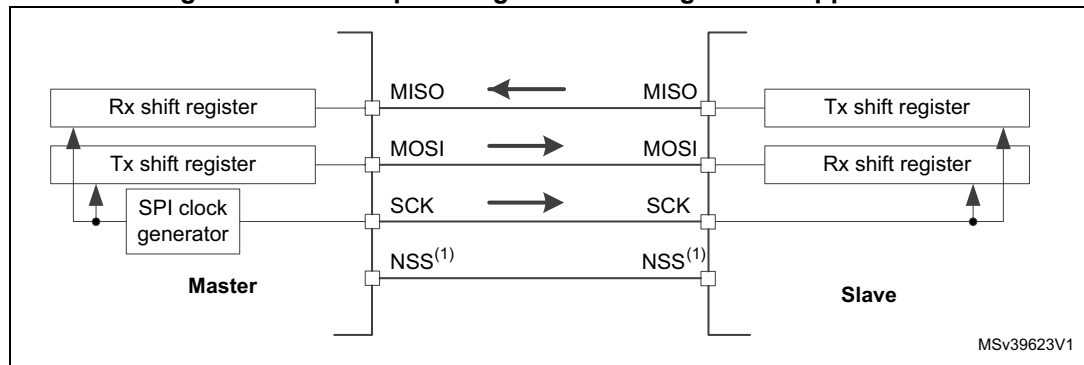 MISO MISO
Rx shift register Tx shift register
MOSI MOSI
Tx shift register Rx shift register
SPI clock
generator
SCK SCK
NSS(1) NSS(1)
Master Slave
MSv39623V1